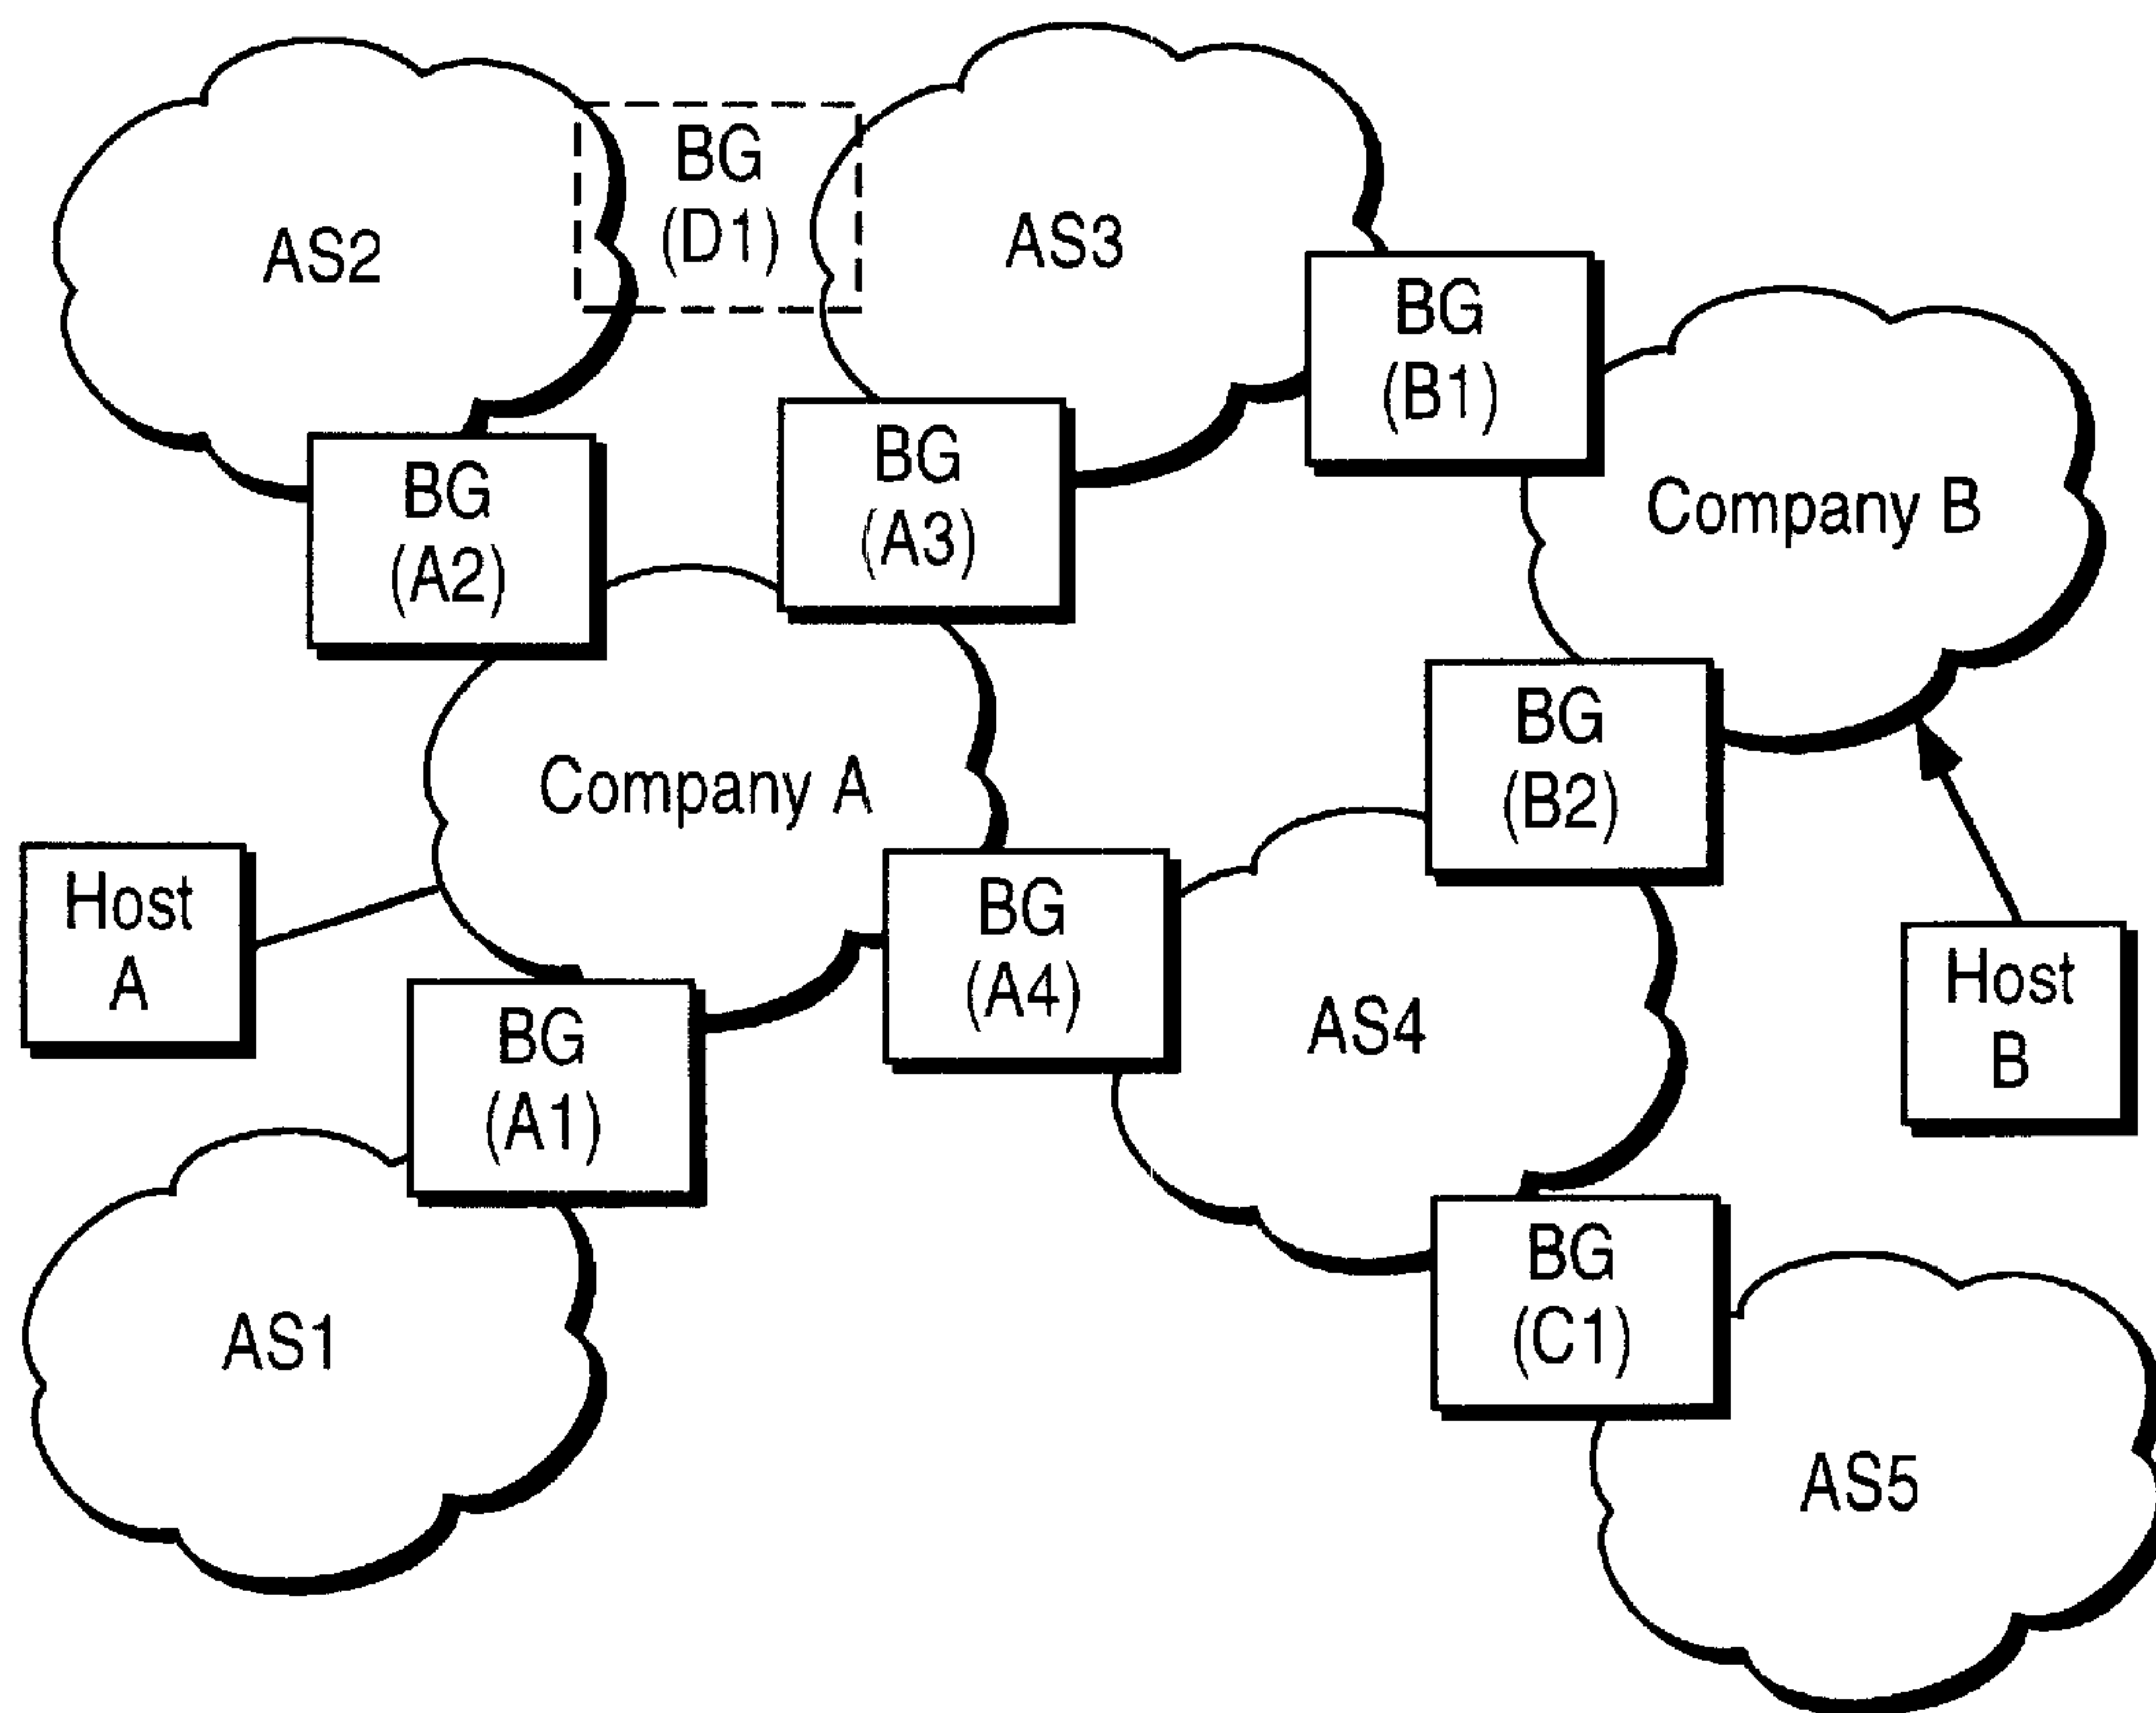 BG
(D1)
AS2
AS3
BG
(B1)
BG
(A3)
BG
(A2)
Company B
BG
(B2)
Company A
Host
A
BG
(A4)
Host
B
BG
(A1)
AS4
BG
(C1)
AS1
AS5